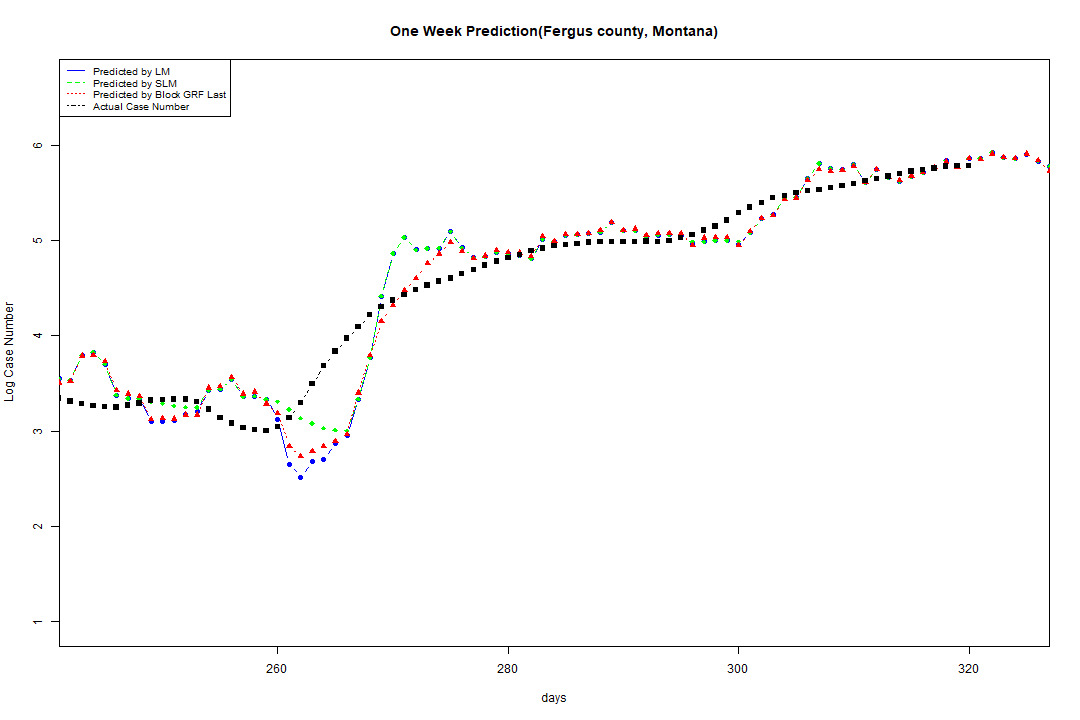 One Week Prediction(Fergus county, Montana)
Predicted by LM
Predicted by SLM
Predicted by Block GRF Last
Actual Case Number
Log Case Number
6
5
4
3
2
1
260 280 300 320
days